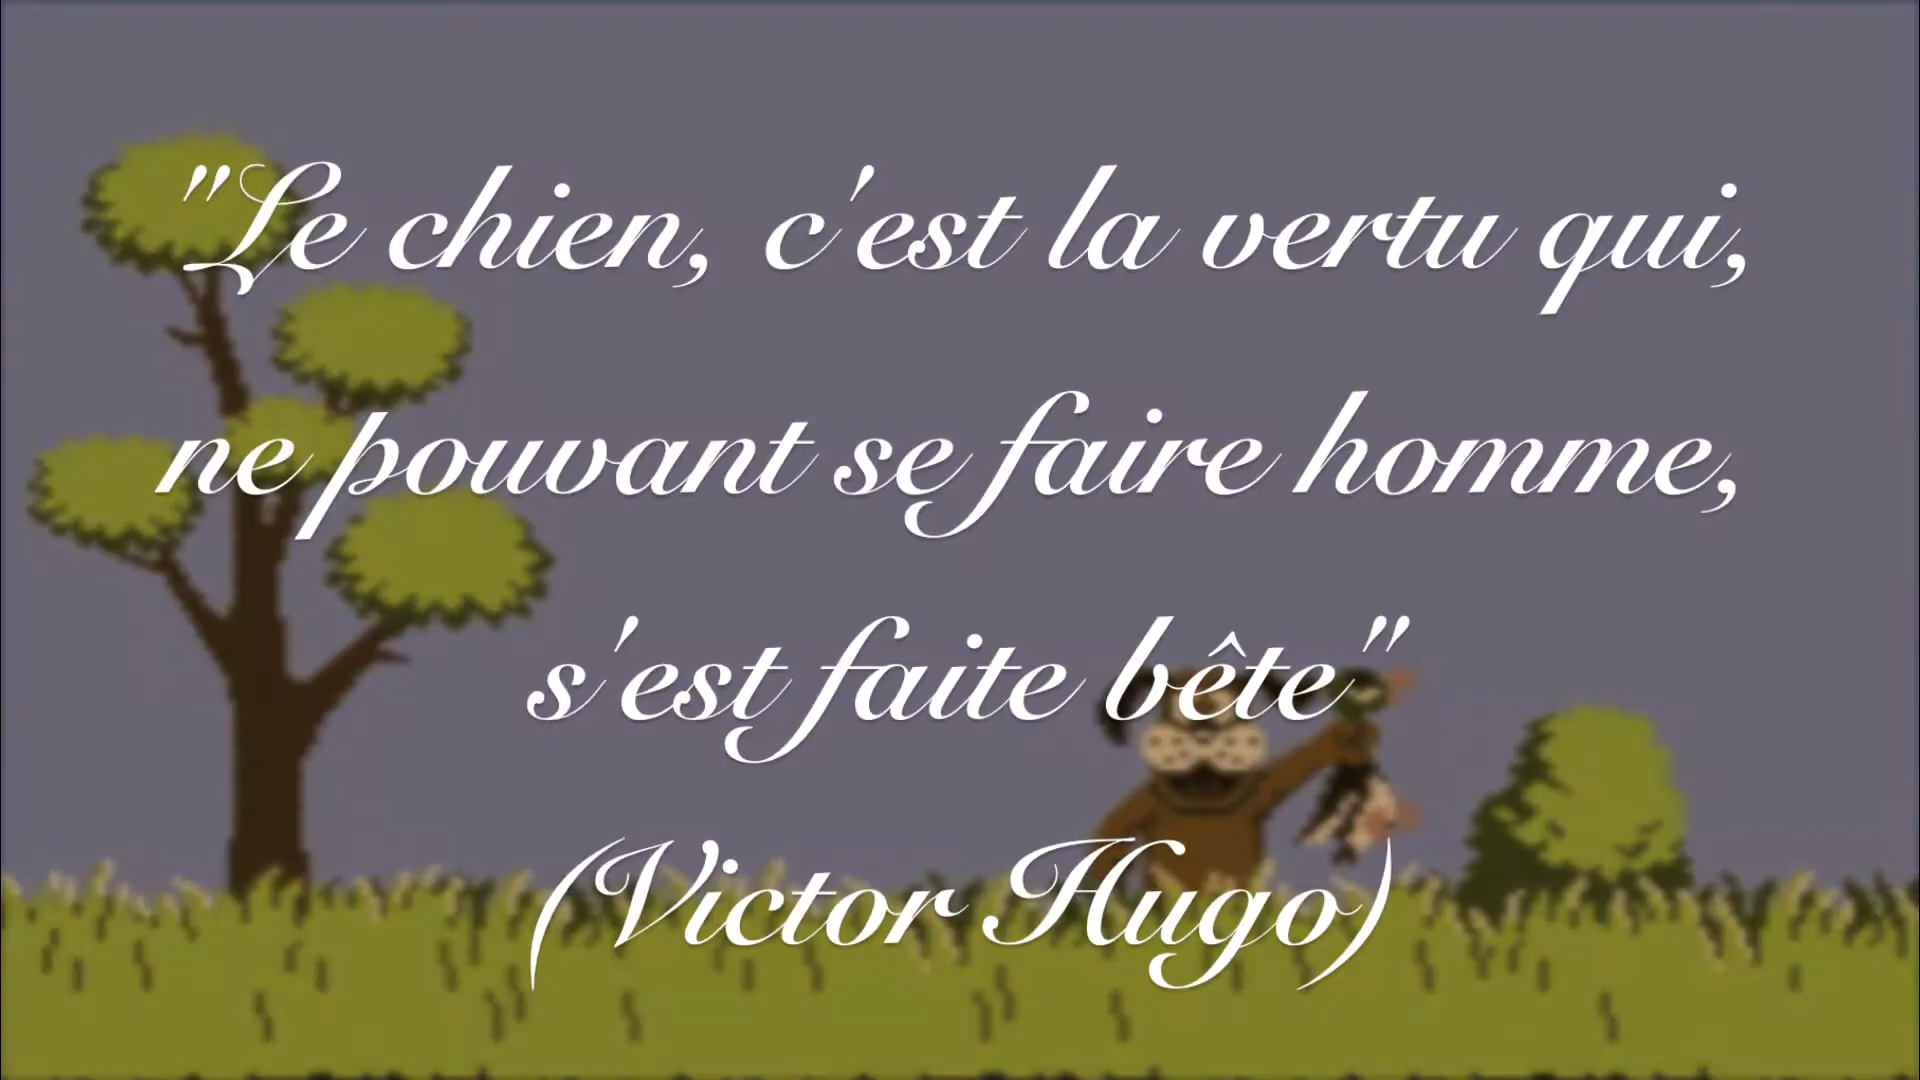 "Le chien, c'est la vertu qui,
ne pouvant se faire homme,
s'est faite bête"
(Victor Hugo)